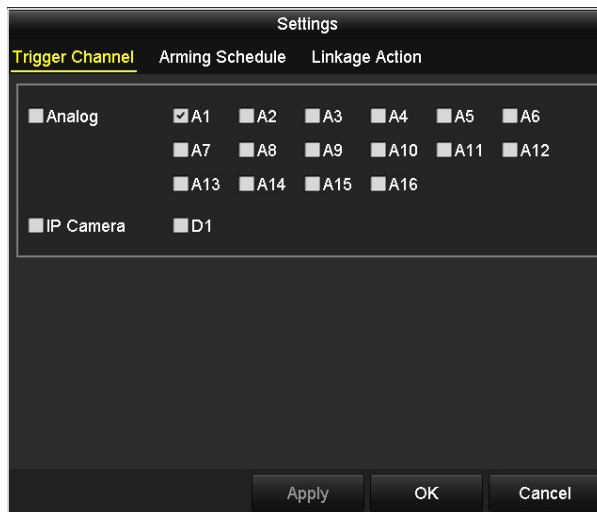 Settings
Trigger Channel Arming Schedule Linkage Action
Analog A1 A2 A3 A4 A5 A6
A7 A8 A9 A10 A11 A12
A13 A14 A15 A16
IP Camera D1
Apply OK Cancel